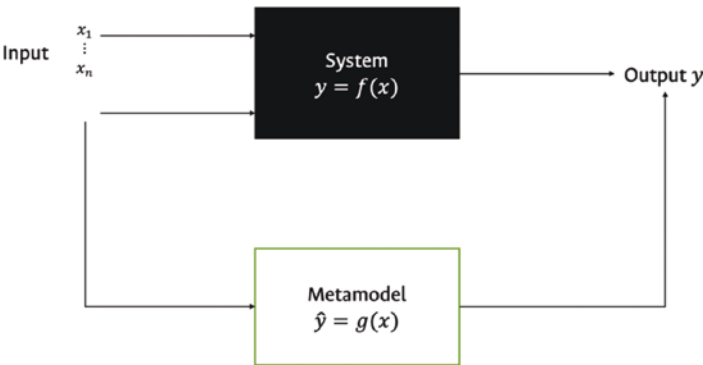 x₁
⋮
Input
xₙ
System
y = f(x)
Output y
Metamodel
ŷ = g(x)